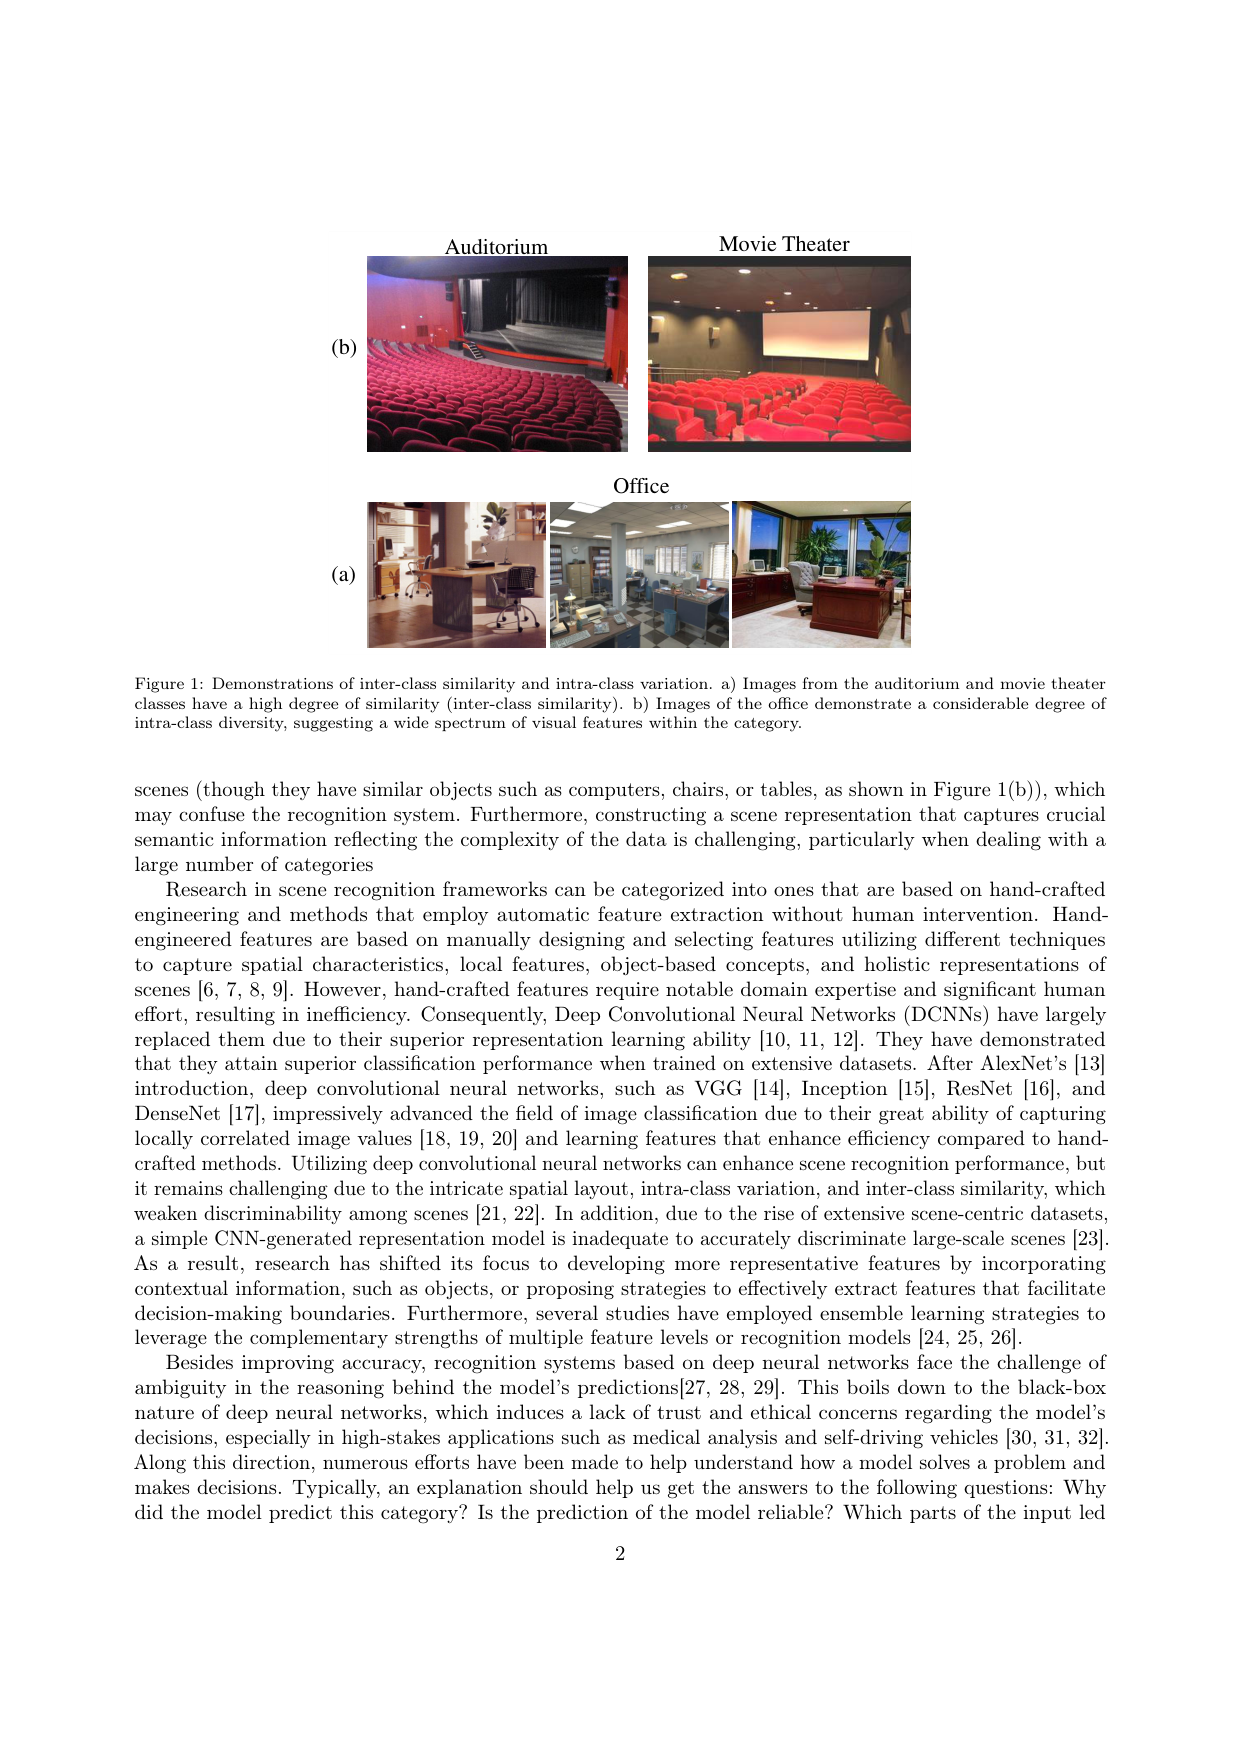 Auditorium
Movie Theater
(b)
Office
(a)
Figure 1: Demonstrations of inter-class similarity and intra-class variation. a) Images from the auditorium and movie theater
classes have a high degree of similarity (inter-class similarity). b) Images of the office demonstrate a considerable degree of
intra-class diversity, suggesting a wide spectrum of visual features within the category.
scenes (though they have similar objects such as computers, chairs, or tables, as shown in Figure 1(b)), which
may confuse the recognition system. Furthermore, constructing a scene representation that captures crucial
semantic information reflecting the complexity of the data is challenging, particularly when dealing with a
large number of categories
Research in scene recognition frameworks can be categorized into ones that are based on hand-crafted
engineering and methods that employ automatic feature extraction without human intervention. Hand-
engineered features are based on manually designing and selecting features utilizing different techniques
to capture spatial characteristics, local features, object-based concepts, and holistic representations of
scenes [6, 7, 8, 9]. However, hand-crafted features require notable domain expertise and significant human
effort, resulting in inefficiency. Consequently, Deep Convolutional Neural Networks (DCNNs) have largely
replaced them due to their superior representation learning ability [10, 11, 12]. They have demonstrated
that they attain superior classification performance when trained on extensive datasets. After AlexNet's [13]
introduction, deep convolutional neural networks, such as VGG [14], Inception [15], ResNet [16], and
DenseNet [17], impressively advanced the field of image classification due to their great ability of capturing
locally correlated image values [18, 19, 20] and learning features that enhance efficiency compared to hand-
crafted methods. Utilizing deep convolutional neural networks can enhance scene recognition performance, but
it remains challenging due to the intricate spatial layout, intra-class variation, and inter-class similarity, which
weaken discriminability among scenes [21, 22]. In addition, due to the rise of extensive scene-centric datasets,
a simple CNN-generated representation model is inadequate to accurately discriminate large-scale scenes [23].
As a result, research has shifted its focus to developing more representative features by incorporating
contextual information, such as objects, or proposing strategies to effectively extract features that facilitate
decision-making boundaries. Furthermore, several studies have employed ensemble learning strategies to
leverage the complementary strengths of multiple feature levels or recognition models [24, 25, 26].
Besides improving accuracy, recognition systems based on deep neural networks face the challenge of
ambiguity in the reasoning behind the model's predictions[27, 28, 29]. This boils down to the black-box
nature of deep neural networks, which induces a lack of trust and ethical concerns regarding the model's
decisions, especially in high-stakes applications such as medical analysis and self-driving vehicles [30, 31, 32].
Along this direction, numerous efforts have been made to help understand how a model solves a problem and
makes decisions. Typically, an explanation should help us get the answers to the following questions: Why
did the model predict this category? Is the prediction of the model reliable? Which parts of the input led
2